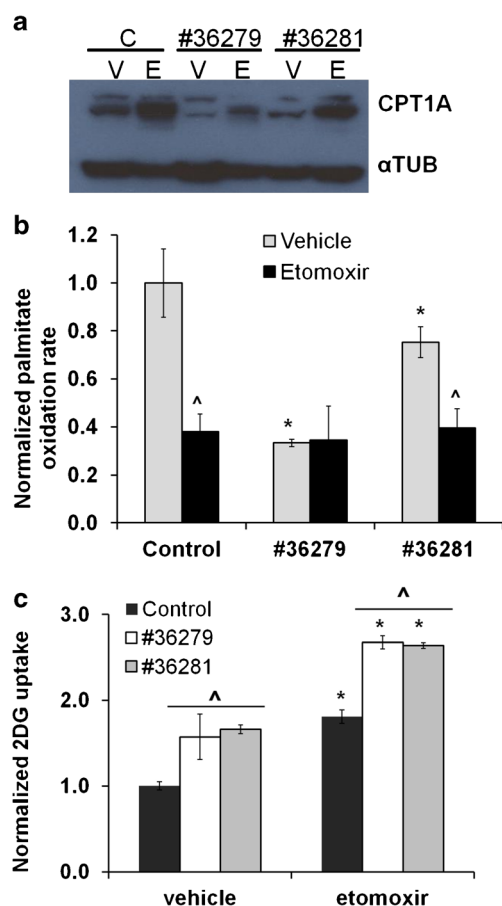 a
C #36279 #36281
V E V E V E
CPT1A
αTUB
b
Normalized palmitate
oxidation rate
1.2
1.0
0.8
0.6
0.4
0.2
0.0
Vehicle
Etomoxir
^
*
*
^
Control #36279 #36281
c
Normalized 2DG uptake
3.0
2.0
1.0
0.0
Control
#36279
#36281
^
^
*
* *
vehicle etomoxir